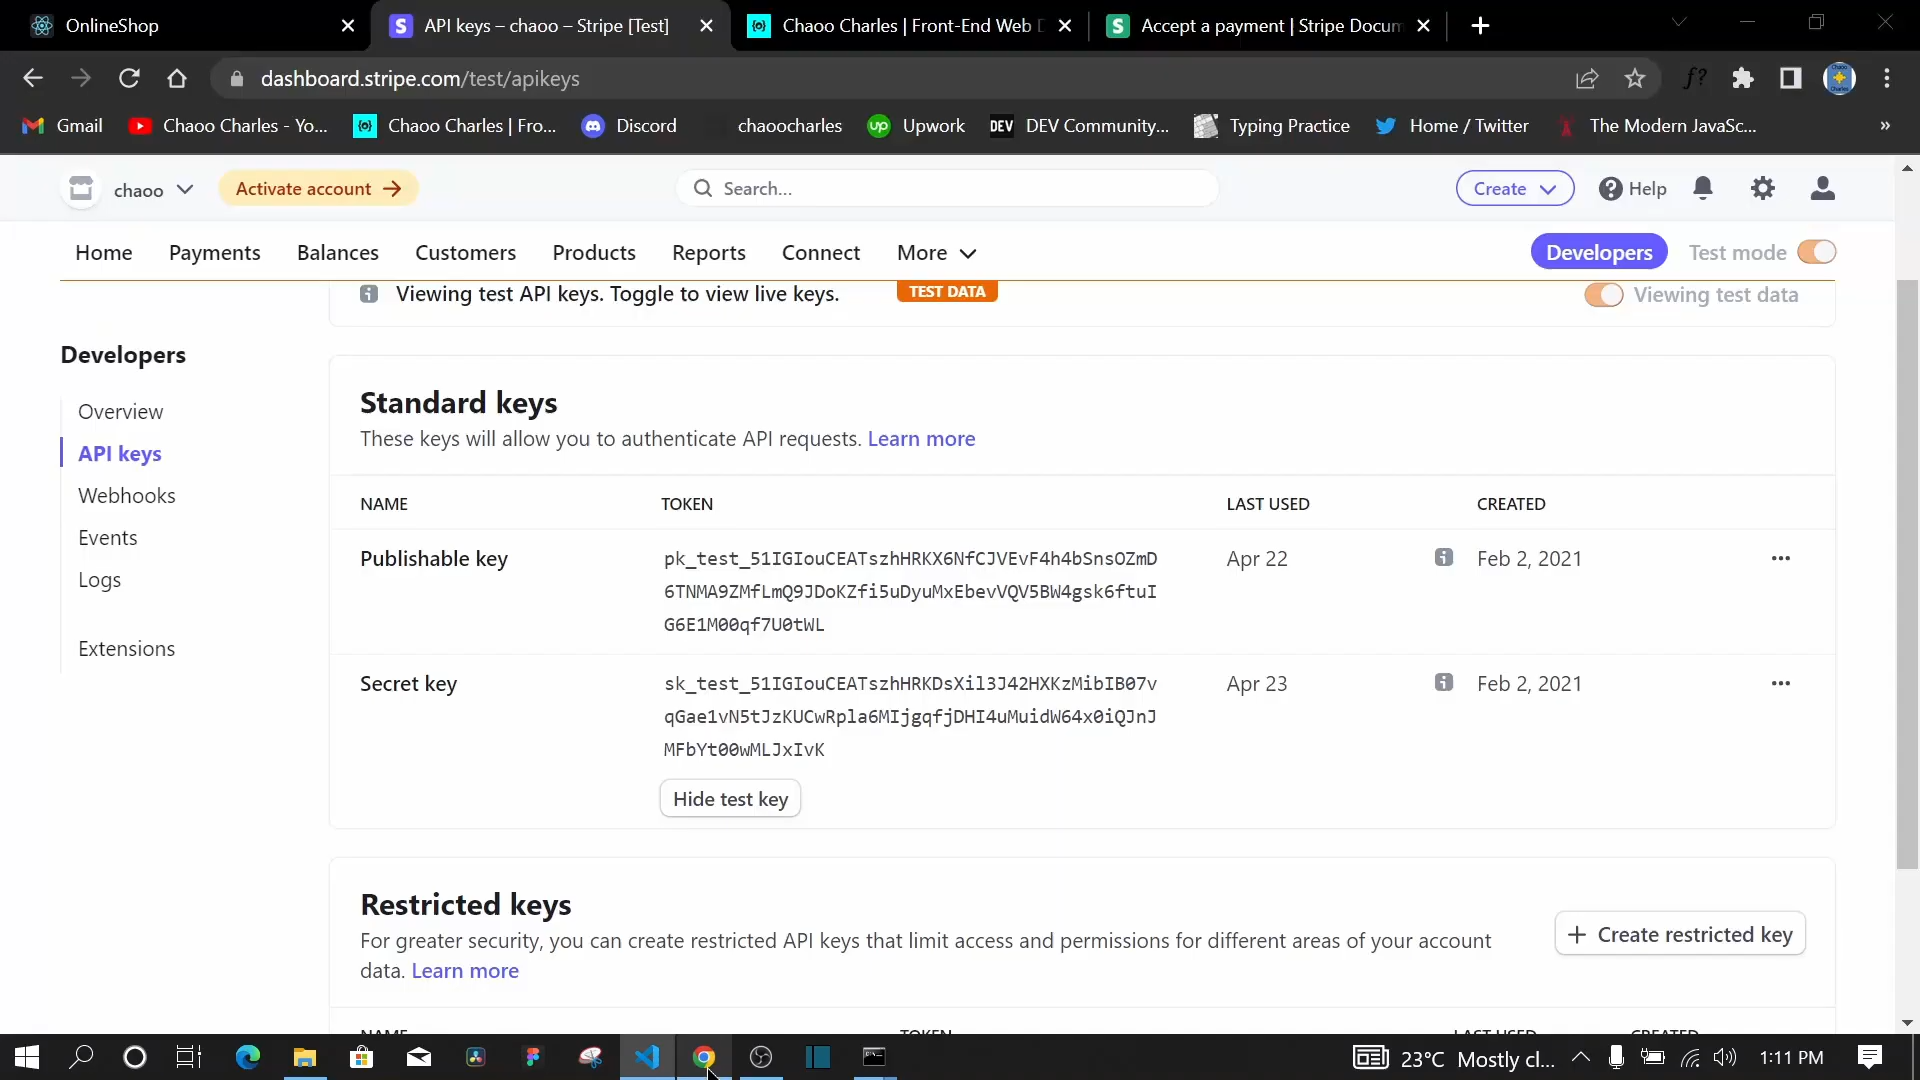 OnlineShop
API keys – chaoo – Stripe [Test]
Chaoo Charles | Front-End Web D
Accept a payment | Stripe Docum
dashboard.stripe.com/test/apikeys
Gmail
Chaoo Charles - Yo...
Chaoo Charles | Fro...
Discord
chaoocharles
Upwork
DEV Community...
Typing Practice
Home / Twitter
The Modern JavaSc...
chaoo
Activate account
Search...
Create
Help
Home
Payments
Balances
Customers
Products
Reports
Connect
More
Developers
Test mode
Viewing test API keys. Toggle to view live keys.
TEST DATA
Viewing test data
Developers
Overview
API keys
Webhooks
Events
Logs
Extensions
Standard keys
These keys will allow you to authenticate API requests. Learn more
NAME TOKEN LAST USED CREATED
Publishable key
pk_test_51IGIouCEATszhHRKX6NfCJVEvF4h4bSnsOZmD
6TNMA9ZMfLmQ9JDoKZfi5uDyuMxEbevVQV5BW4gsk6ftuI
G6E1M00qf7U0tWL
Apr 22
Feb 2, 2021
Secret key
sk_test_51IGIouCEATszhHRKDsXil3J42HXKzMibIB07v
qGae1vN5tJzKUCwRpla6MIjgqfjDHI4uMuidW64x0iQJnJ
MFbYt00wMLJxIvK
Apr 23
Feb 2, 2021
Hide test key
Restricted keys
For greater security, you can create restricted API keys that limit access and permissions for different areas of your account
data. Learn more
Create restricted key
NAME TOKEN LAST USED CREATED
23°C Mostly cl...
1:11 PM